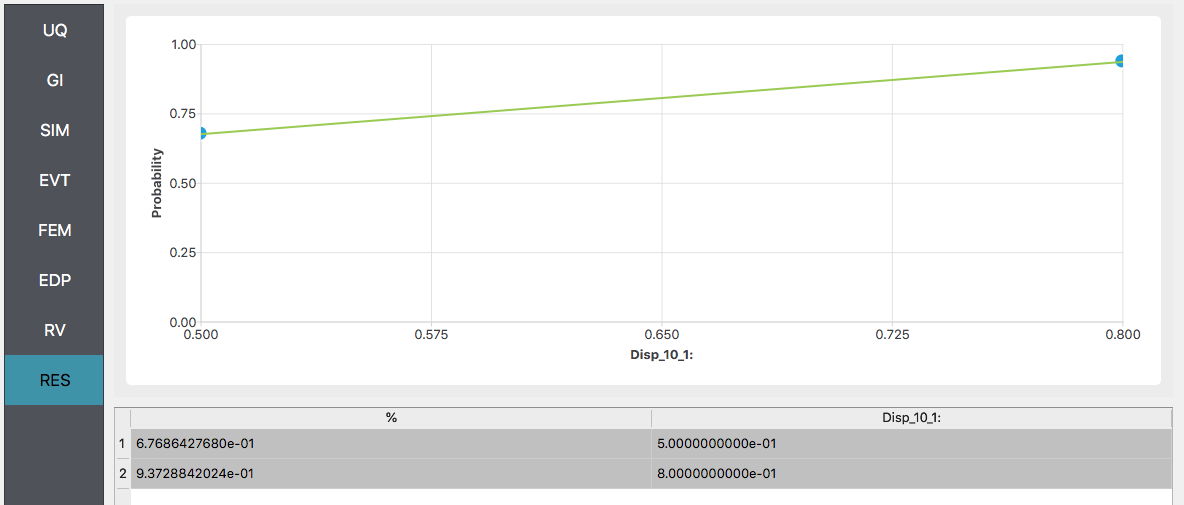 UQ
GI
SIM
EVT
FEM
EDP
RV
RES
1.00
0.75
0.50
0.25
0.00
Probability
0.500 0.575 0.650 0.725 0.800
Disp_10_1:
% Disp_10_1:
1 6.7686427680e-01 5.0000000000e-01
2 9.3728842024e-01 8.0000000000e-01